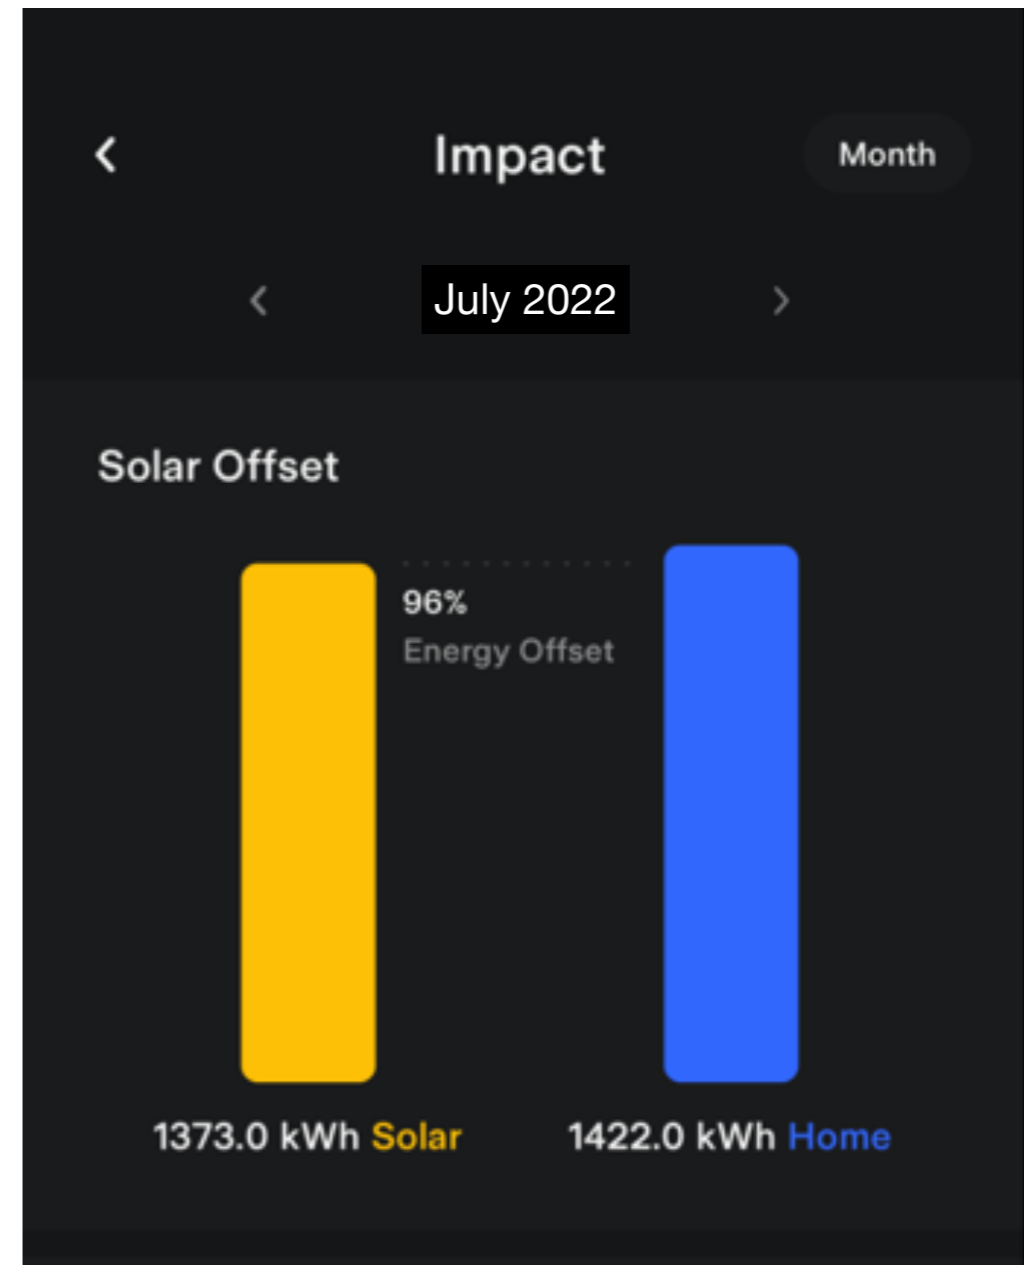 Impact
Month
July 2022
Solar Offset
96%
Energy Offset
1373.0 kWh Solar
1422.0 kWh Home